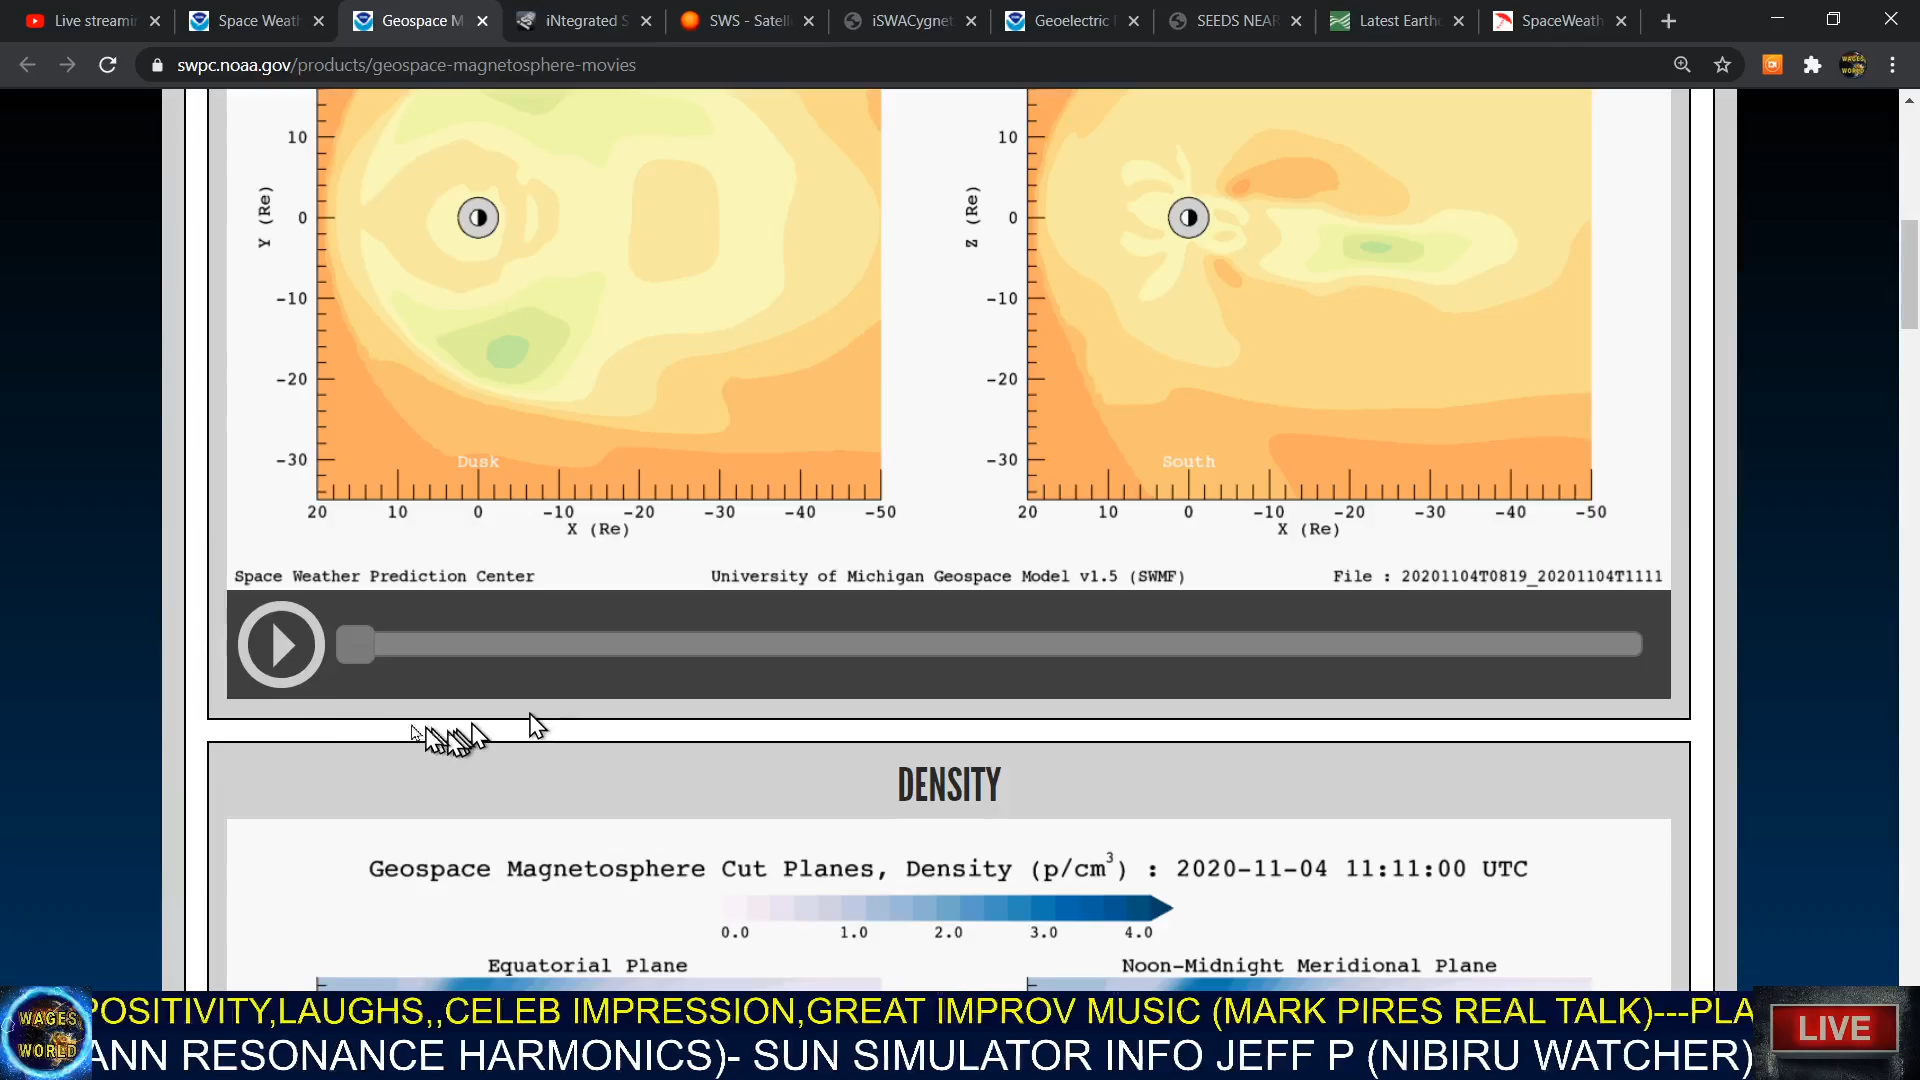 Live streami
Space Weath
Geospace M
iNtegrated S
SWS - Satelli
iSWACygnet
Geoelectric
SEEDS NEAR
Latest Earth
SpaceWeath
swpc.noaa.gov/products/geospace-magnetosphere-movies
10
0
-10
-20
-30
Y (Re)
Dusk
20 10 0 -10 -20 -30 -40 -50
X (Re)
10
0
-10
-20
-30
Z (Re)
South
20 10 0 -10 -20 -30 -40 -50
X (Re)
Space Weather Prediction Center
University of Michigan Geospace Model v1.5 (SWMF)
File : 20201104T0819_20201104T1111
DENSITY
Geospace Magnetosphere Cut Planes, Density (p/cm³) : 2020-11-04 11:11:00 UTC
0.0 1.0 2.0 3.0 4.0
Equatorial Plane
Noon-Midnight Meridional Plane
WAGES WORLD
POSITIVITY,LAUGHS,,CELEB IMPRESSION,GREAT IMPROV MUSIC (MARK PIRES REAL TALK)---PLA
ANN RESONANCE HARMONICS)- SUN SIMULATOR INFO JEFF P (NIBIRU WATCHER)
LIVE